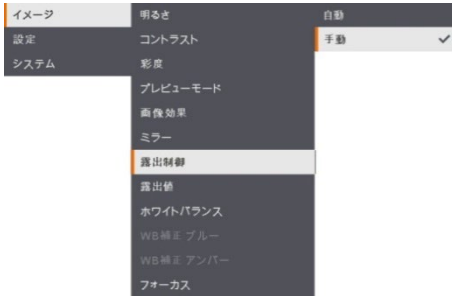 イメージ
設定
システム
明るさ
コントラスト
彩度
プレビューモード
画像効果
ミラー
露出制御
露出値
ホワイトバランス
WB補正 ブルー
WB補正 アンバー
フォーカス
自動
手動